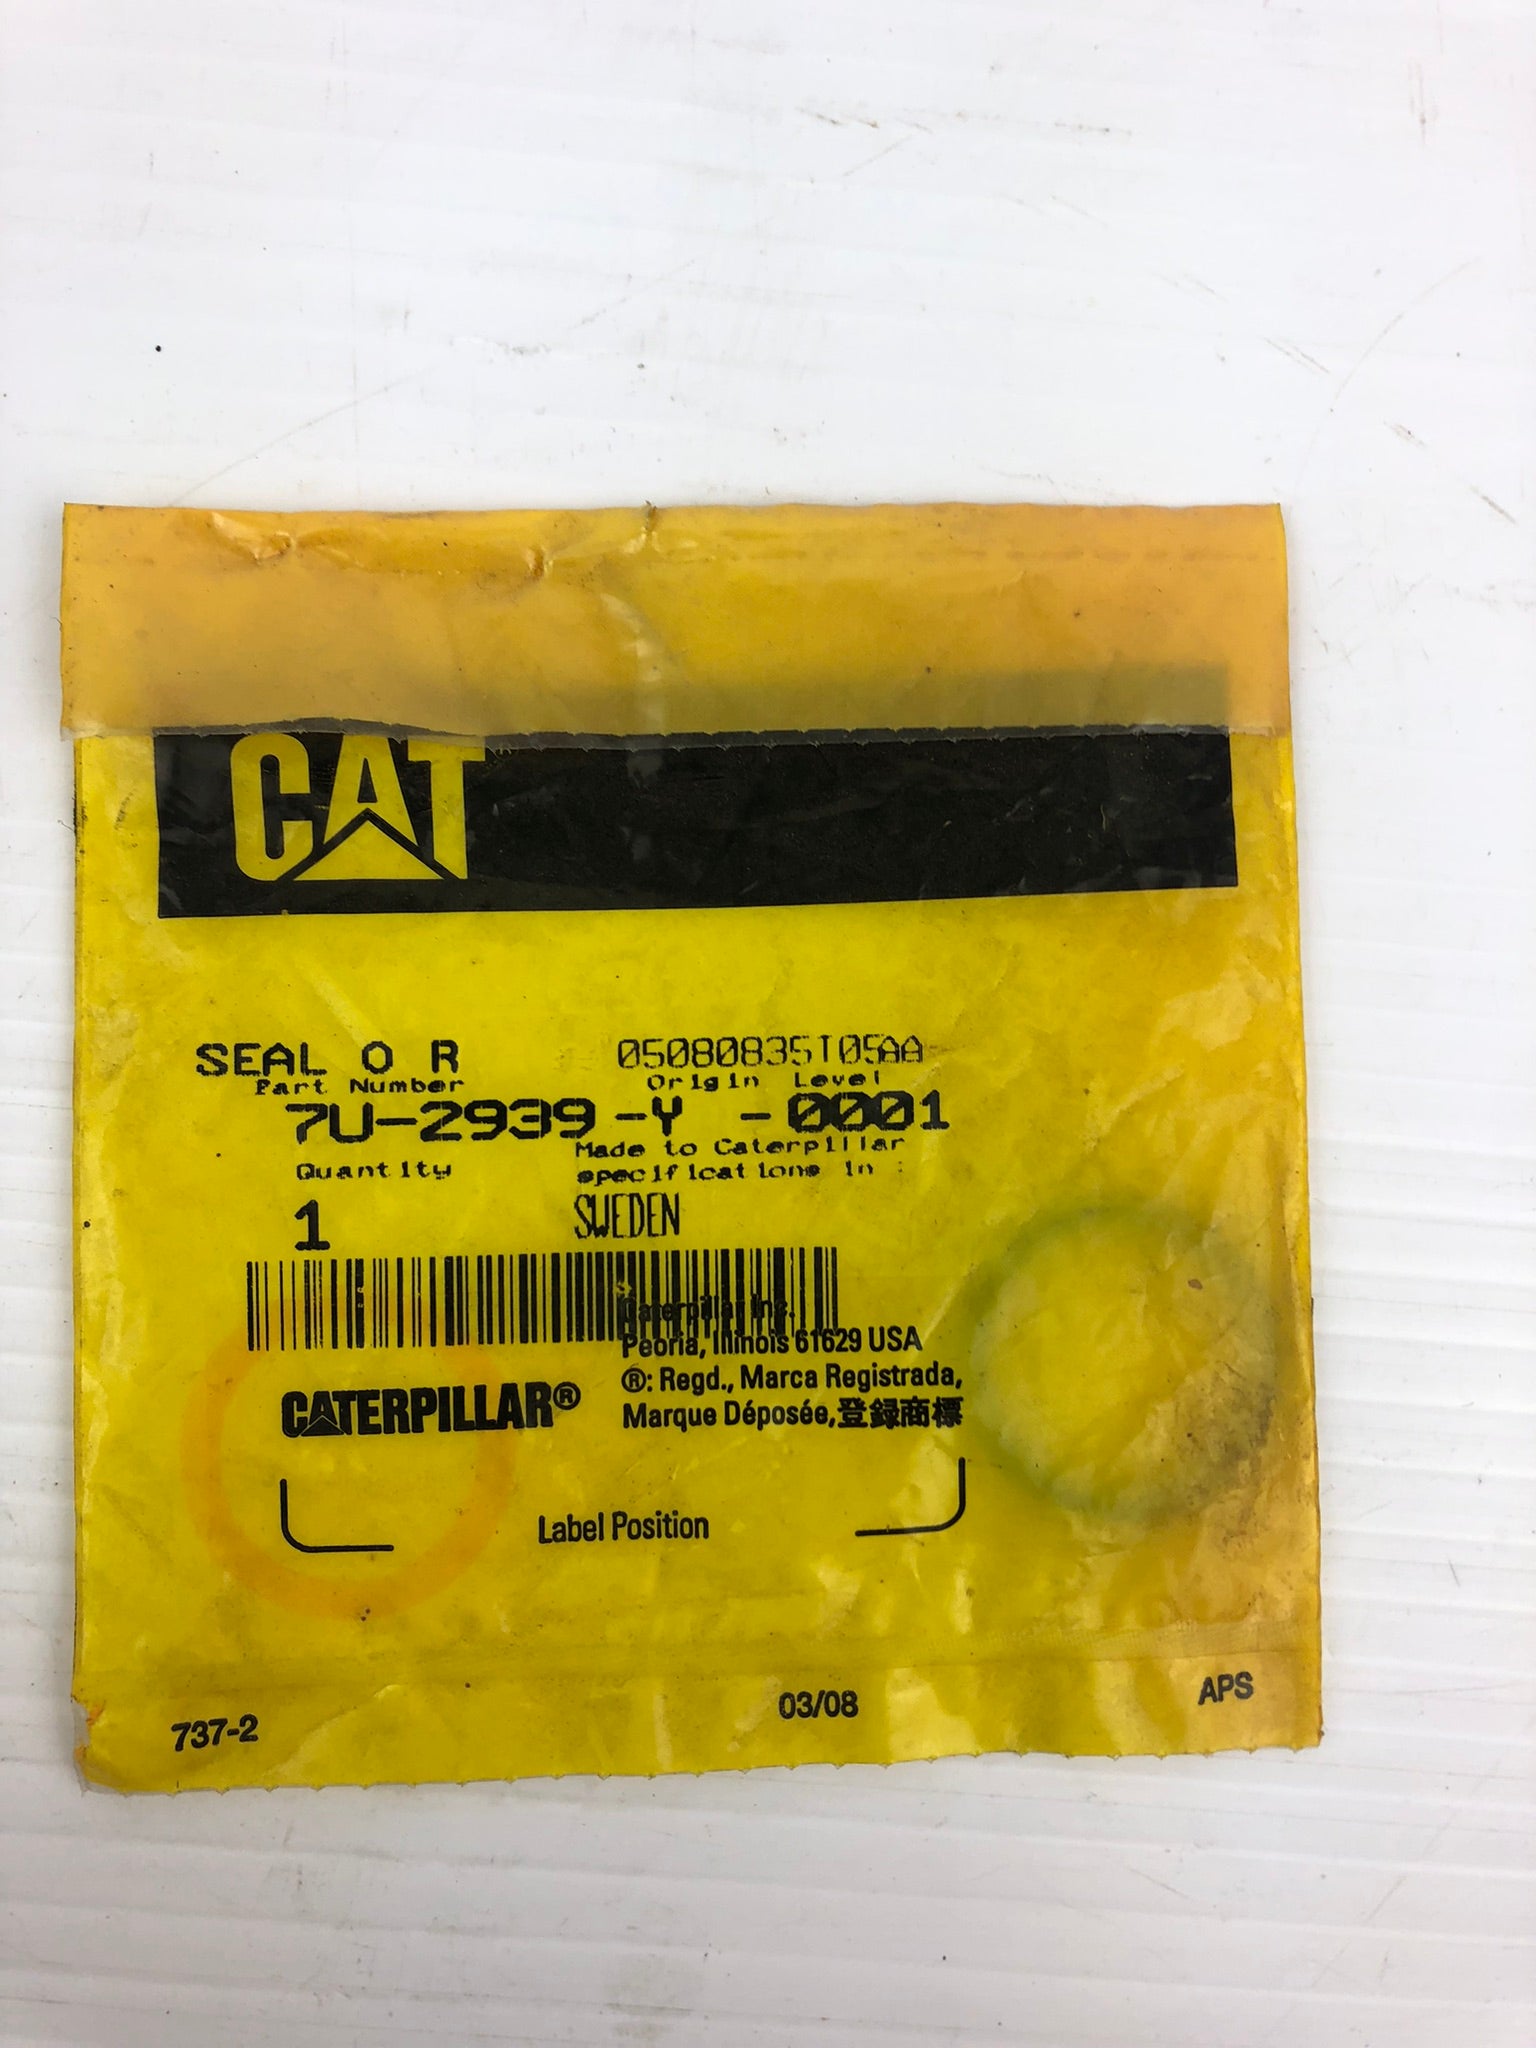 CAT
SEAL O R 05080835T05AA
Part Number Origin Level
7U-2939 -Y -0001
Made to Caterpillar
Quantity specifications in :
1 SWEDEN
Caterpillar Inc.
Peoria, Illinois 61629 USA
®: Regd., Marca Registrada,
CATERPILLAR® Marque Déposée,登録商標
Label Position
737-2 03/08 APS